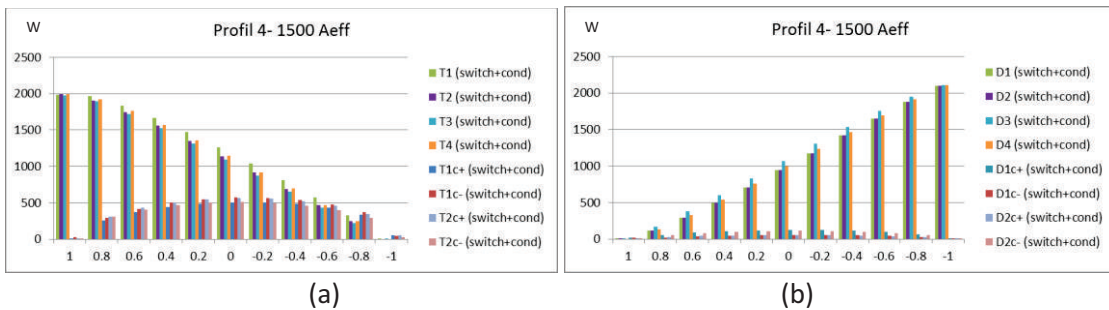 W
Profil 4- 1500 Aeff
2500
2000
1500
1000
500
0
1 0.8 0.6 0.4 0.2 0 -0.2 -0.4 -0.6 -0.8 -1
T1 (switch+cond)
T2 (switch+cond)
T3 (switch+cond)
T4 (switch+cond)
T1c+ (switch+cond)
T1c- (switch+cond)
T2c+ (switch+cond)
T2c- (switch+cond)
(a)
W
Profil 4- 1500 Aeff
2500
2000
1500
1000
500
0
1 0.8 0.6 0.4 0.2 0 -0.2 -0.4 -0.6 -0.8 -1
D1 (switch+cond)
D2 (switch+cond)
D3 (switch+cond)
D4 (switch+cond)
D1c+ (switch+cond)
D1c- (switch+cond)
D2c+ (switch+cond)
D2c- (switch+cond)
(b)